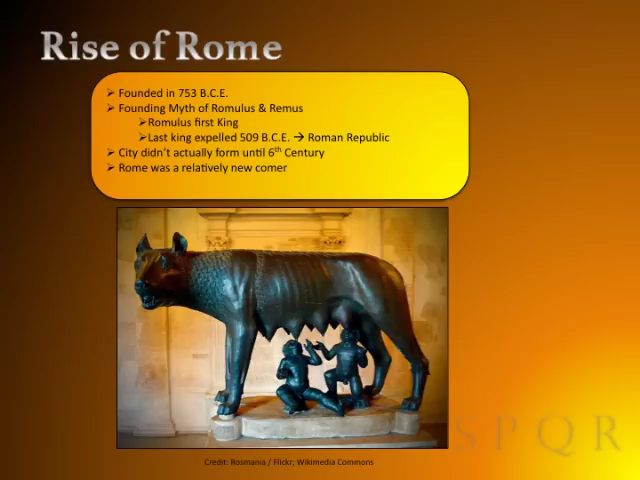 Rise of Rome
➢ Founded in 753 B.C.E.
➢ Founding Myth of Romulus & Remus
➢Romulus first King
➢Last king expelled 509 B.C.E. → Roman Republic
➢ City didn’t actually form until 6th Century
➢ Rome was a relatively new comer
S P Q R
Credit: Rosmania / Flickr; Wikimedia Commons